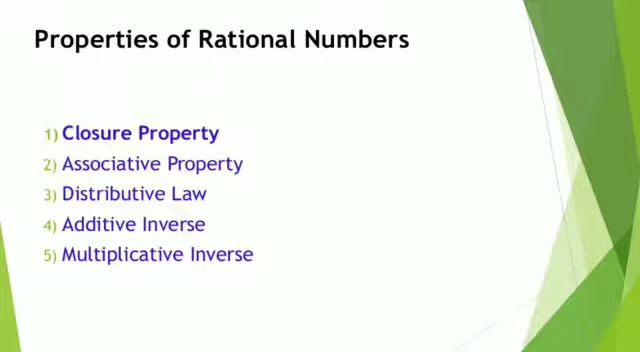 Properties of Rational Numbers
1) Closure Property
2) Associative Property
3) Distributive Law
4) Additive Inverse
5) Multiplicative Inverse